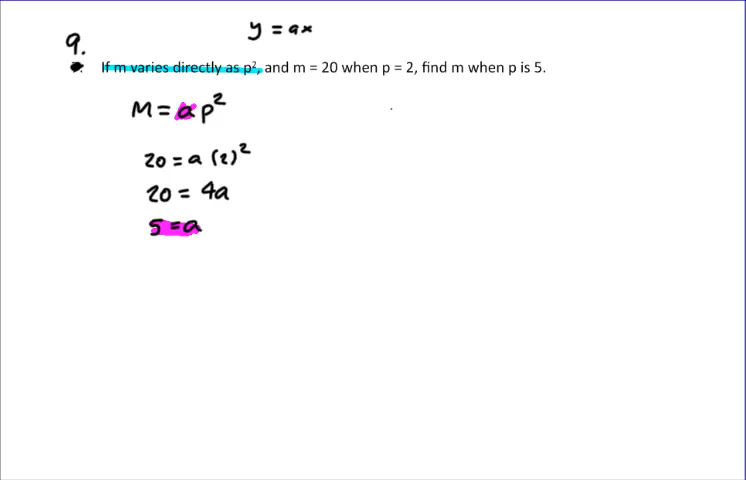 y = ax
9.
If m varies directly as p², and m = 20 when p = 2, find m when p is 5.
M = a p²
20 = a (2)²
20 = 4a
5 = a